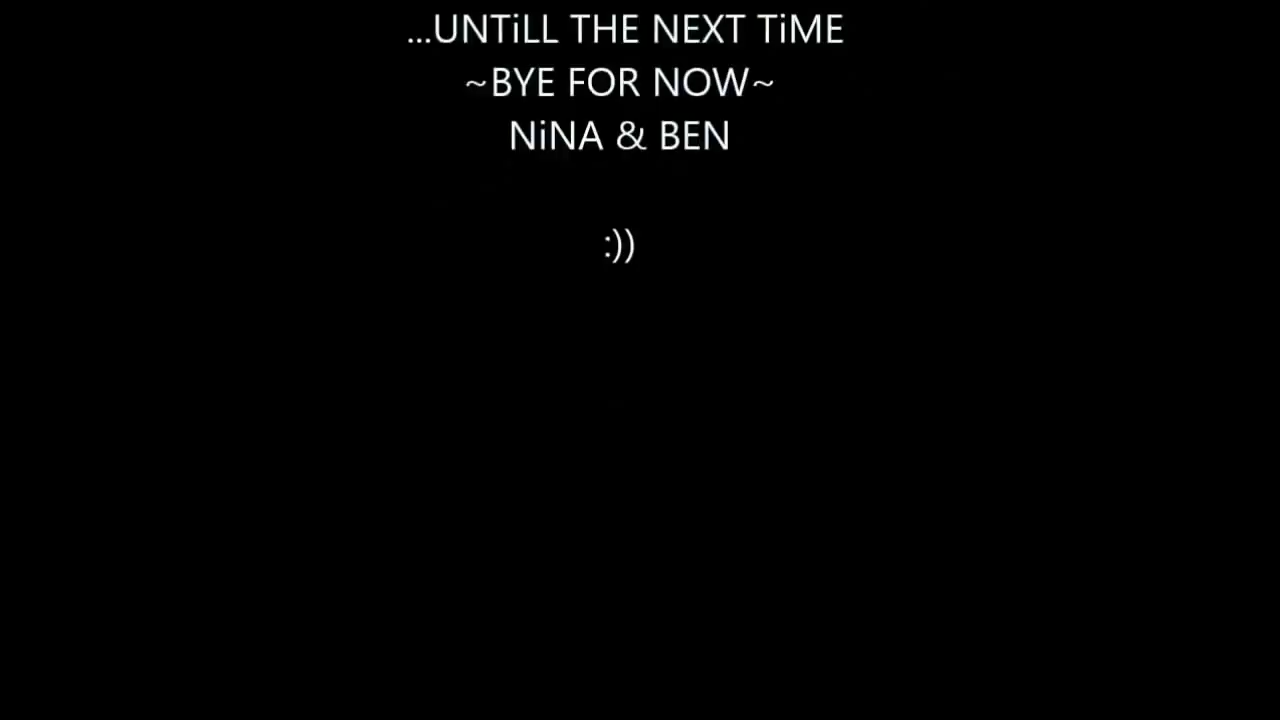 ...UNTiLL THE NEXT TiME
~BYE FOR NOW~
NiNA & BEN
:))